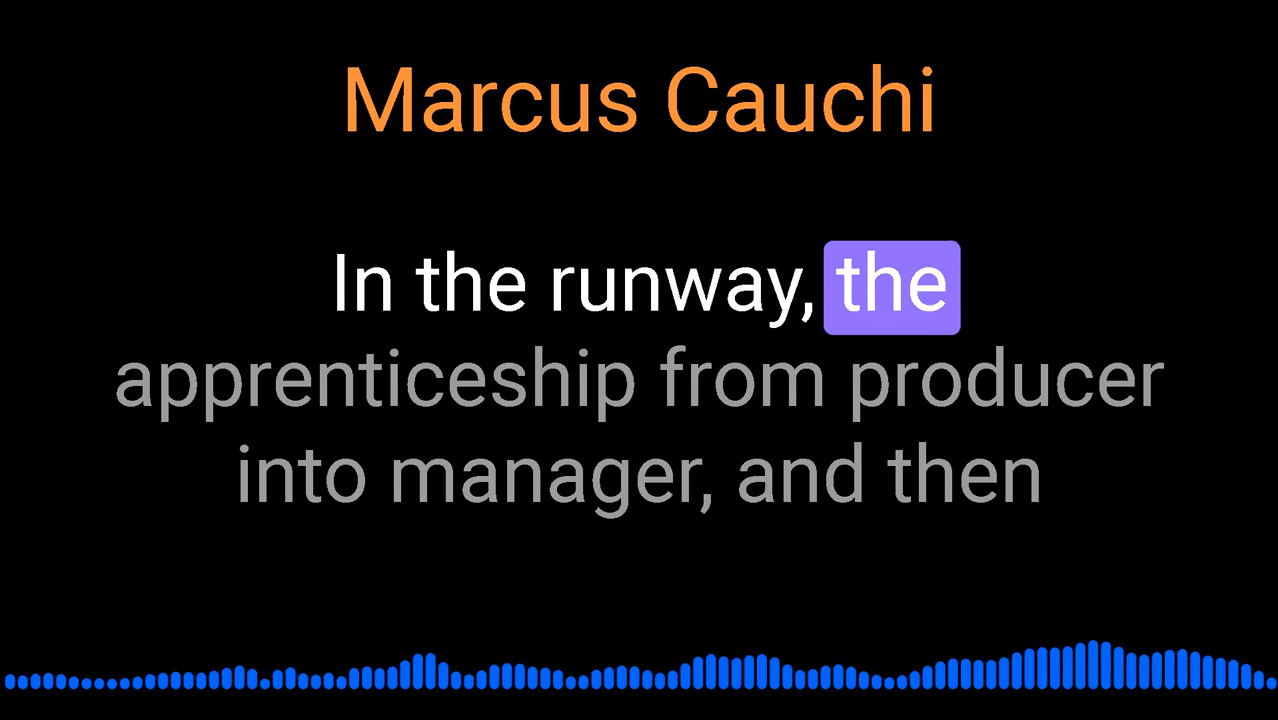 Marcus Cauchi
In the runway, the
apprenticeship from producer
into manager, and then